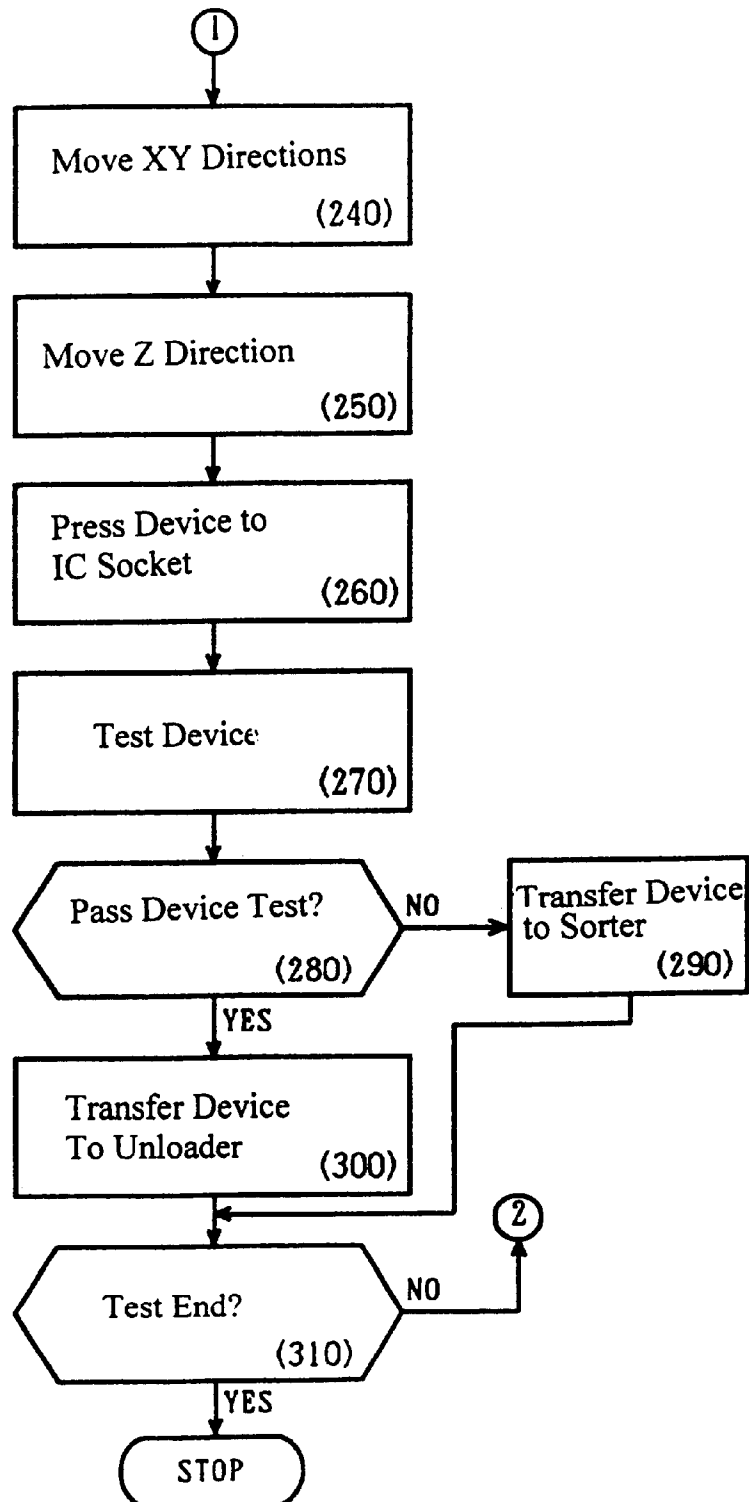 1
Move XY Directions
(240)
Move Z Direction
(250)
Press Device to
IC Socket
(260)
Test Device
(270)
Pass Device Test?
(280)
NO
Transfer Device
to Sorter
(290)
YES
Transfer Device
To Unloader
(300)
2
Test End?
(310)
NO
YES
STOP